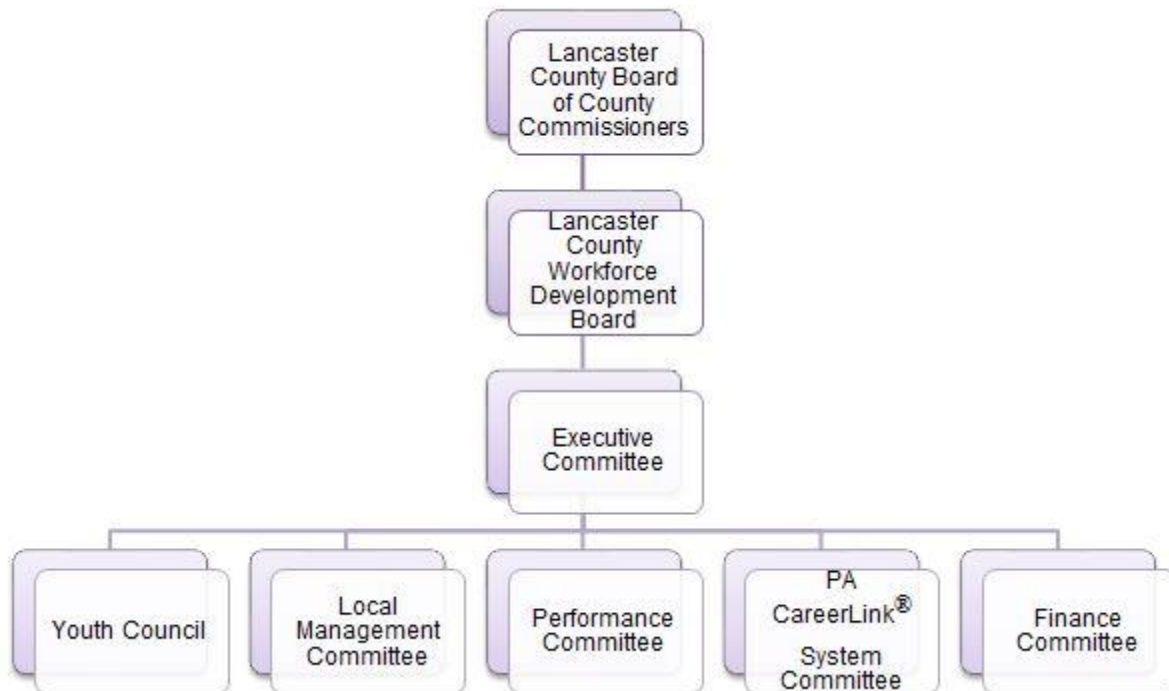 Lancaster
County Board
of County
Commissioners
Lancaster
County
Workforce
Development
Board
Executive
Committee
Youth Council
Local
Management
Committee
Performance
Committee
PA
CareerLink®
System
Committee
Finance Committee